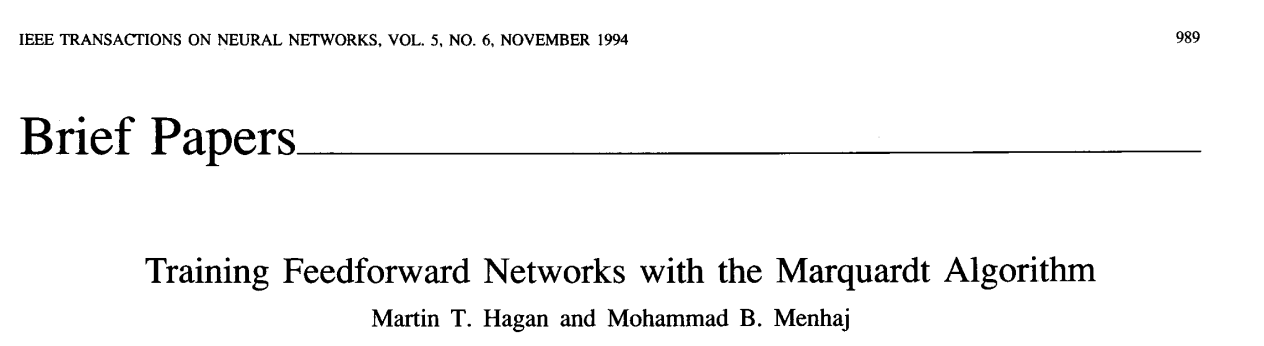 IEEE TRANSACTIONS ON NEURAL NETWORKS, VOL. 5, NO. 6, NOVEMBER 1994 989
Brief Papers
Training Feedforward Networks with the Marquardt Algorithm
Martin T. Hagan and Mohammad B. Menhaj